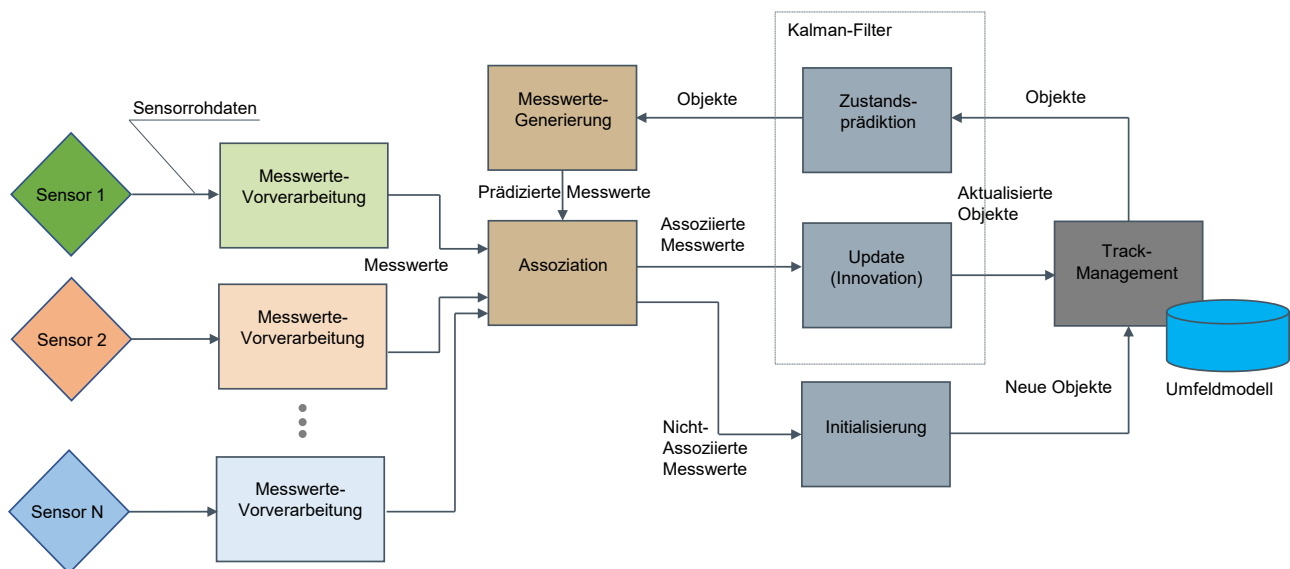 Kalman-Filter
Sensorrohdaten
Messwerte-
Generierung
Objekte
Zustands-
prädiktion
Objekte
Sensor 1
Messwerte-
Vorverarbeitung
Prädizierte Messwerte
Messwerte
Assoziation
Assoziierte
Messwerte
Update
(Innovation)
Aktualisierte
Objekte
Track-
Management
Sensor 2
Messwerte-
Vorverarbeitung
Umfeldmodell
Neue Objekte
Nicht-
Assoziierte
Messwerte
Initialisierung
Sensor N
Messwerte-
Vorverarbeitung